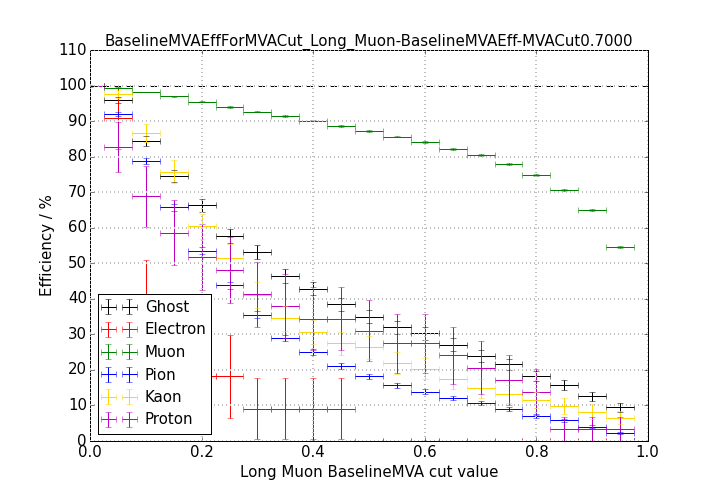 BaselineMVAEffForMVACut_Long_Muon-BaselineMVAEff-MVACut0.7000
110
100
90
80
70
60
50
40
30
20
10
0
Efficiency / %
Ghost
Electron
Muon
Pion
Kaon
Proton
0.0 0.2 0.4 0.6 0.8 1.0
Long Muon BaselineMVA cut value